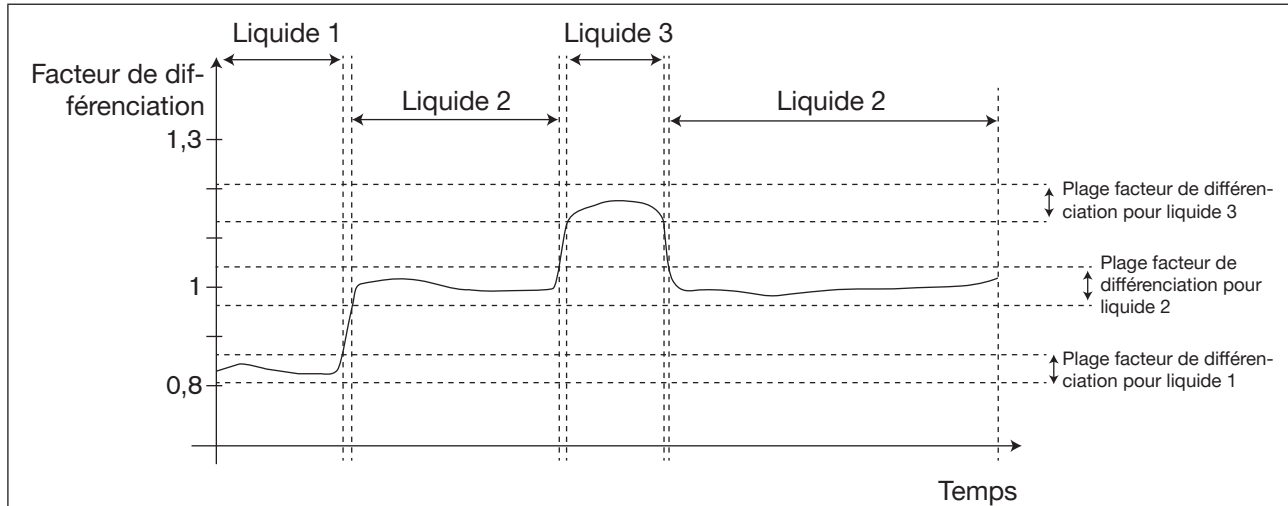 Liquide 1
Liquide 3
Facteur de dif-
férenciation
Liquide 2
Liquide 2
1,3
Plage facteur de différen-
ciation pour liquide 3
1
Plage facteur de
différenciation pour
liquide 2
Plage facteur de différen-
ciation pour liquide 1
0,8
Temps